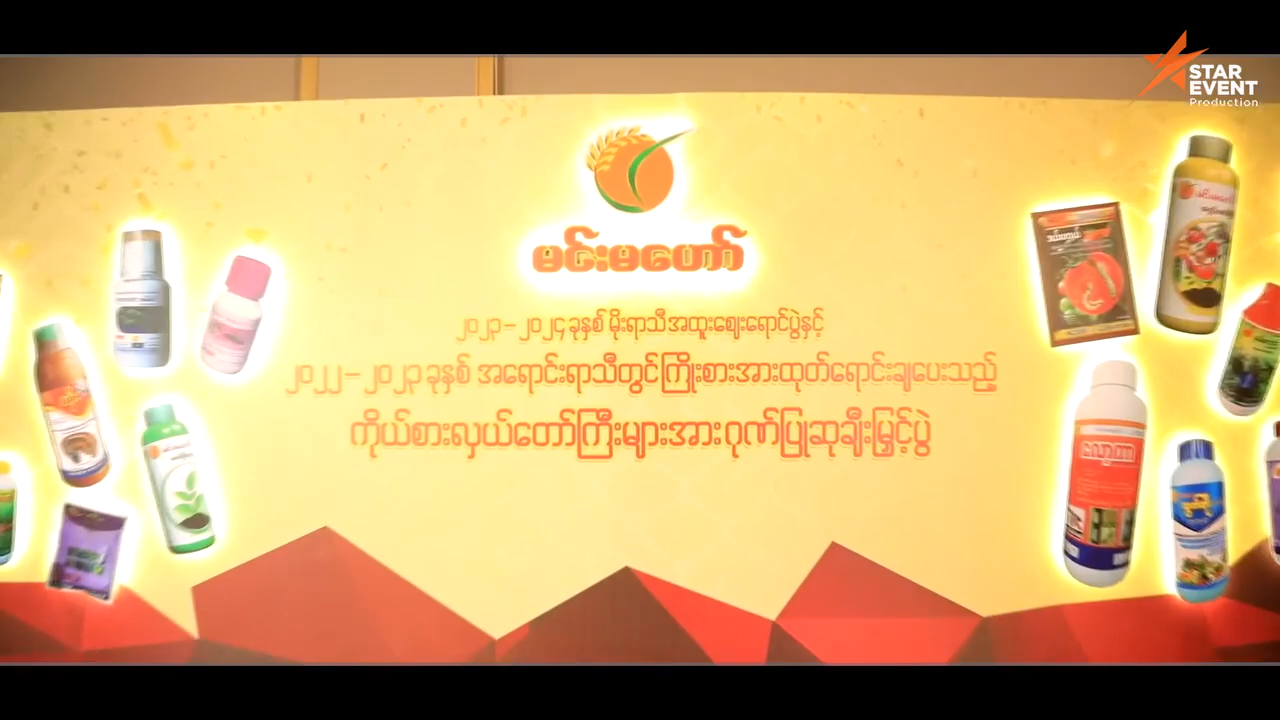 STAR
EVENT
Production
မင်းမဟော်
၂၀၂၃ – ၂၀၂၄ ခုနှစ် မိုးရာသီအထူးဈေးရောင်ပွဲနှင့်
၂၀၂၂ – ၂၀၂၃ ခုနှစ် အရောင်းရာသီတွင်ကြိုးစားအားထုတ်ရောင်းချပေးသည့်
ကိုယ်စားလှယ်တော်ကြီးများအားဂုဏ်ပြုဆုချီးမြှင့်ပွဲ